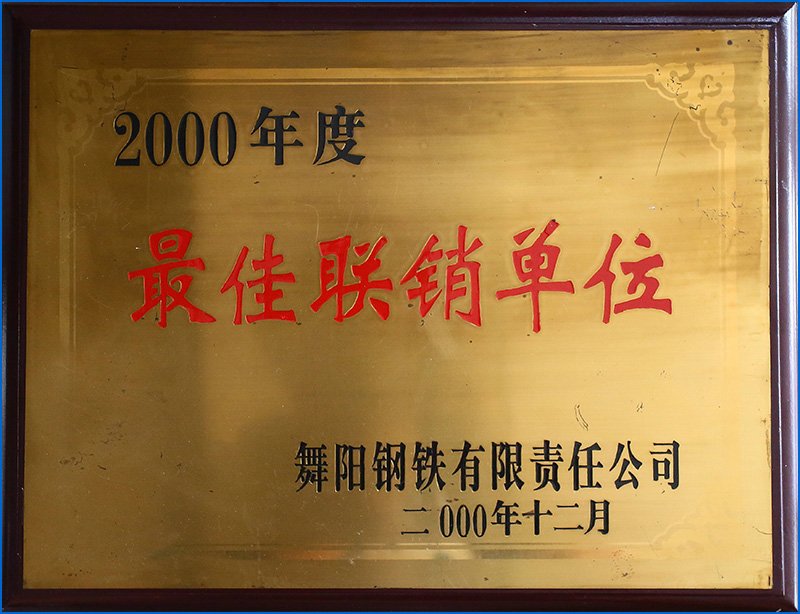 2000年度
最佳联销单位
舞阳钢铁有限责任公司
二000年十二月